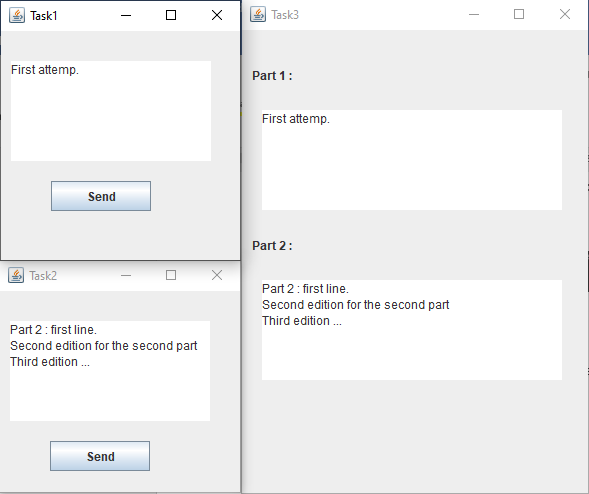 Task1
First attemp.
Send
Task2
Part 2 : first line.
Second edition for the second part
Third edition ...
Send
Task3
Part 1 :
First attemp.
Part 2 :
Part 2 : first line.
Second edition for the second part
Third edition ...